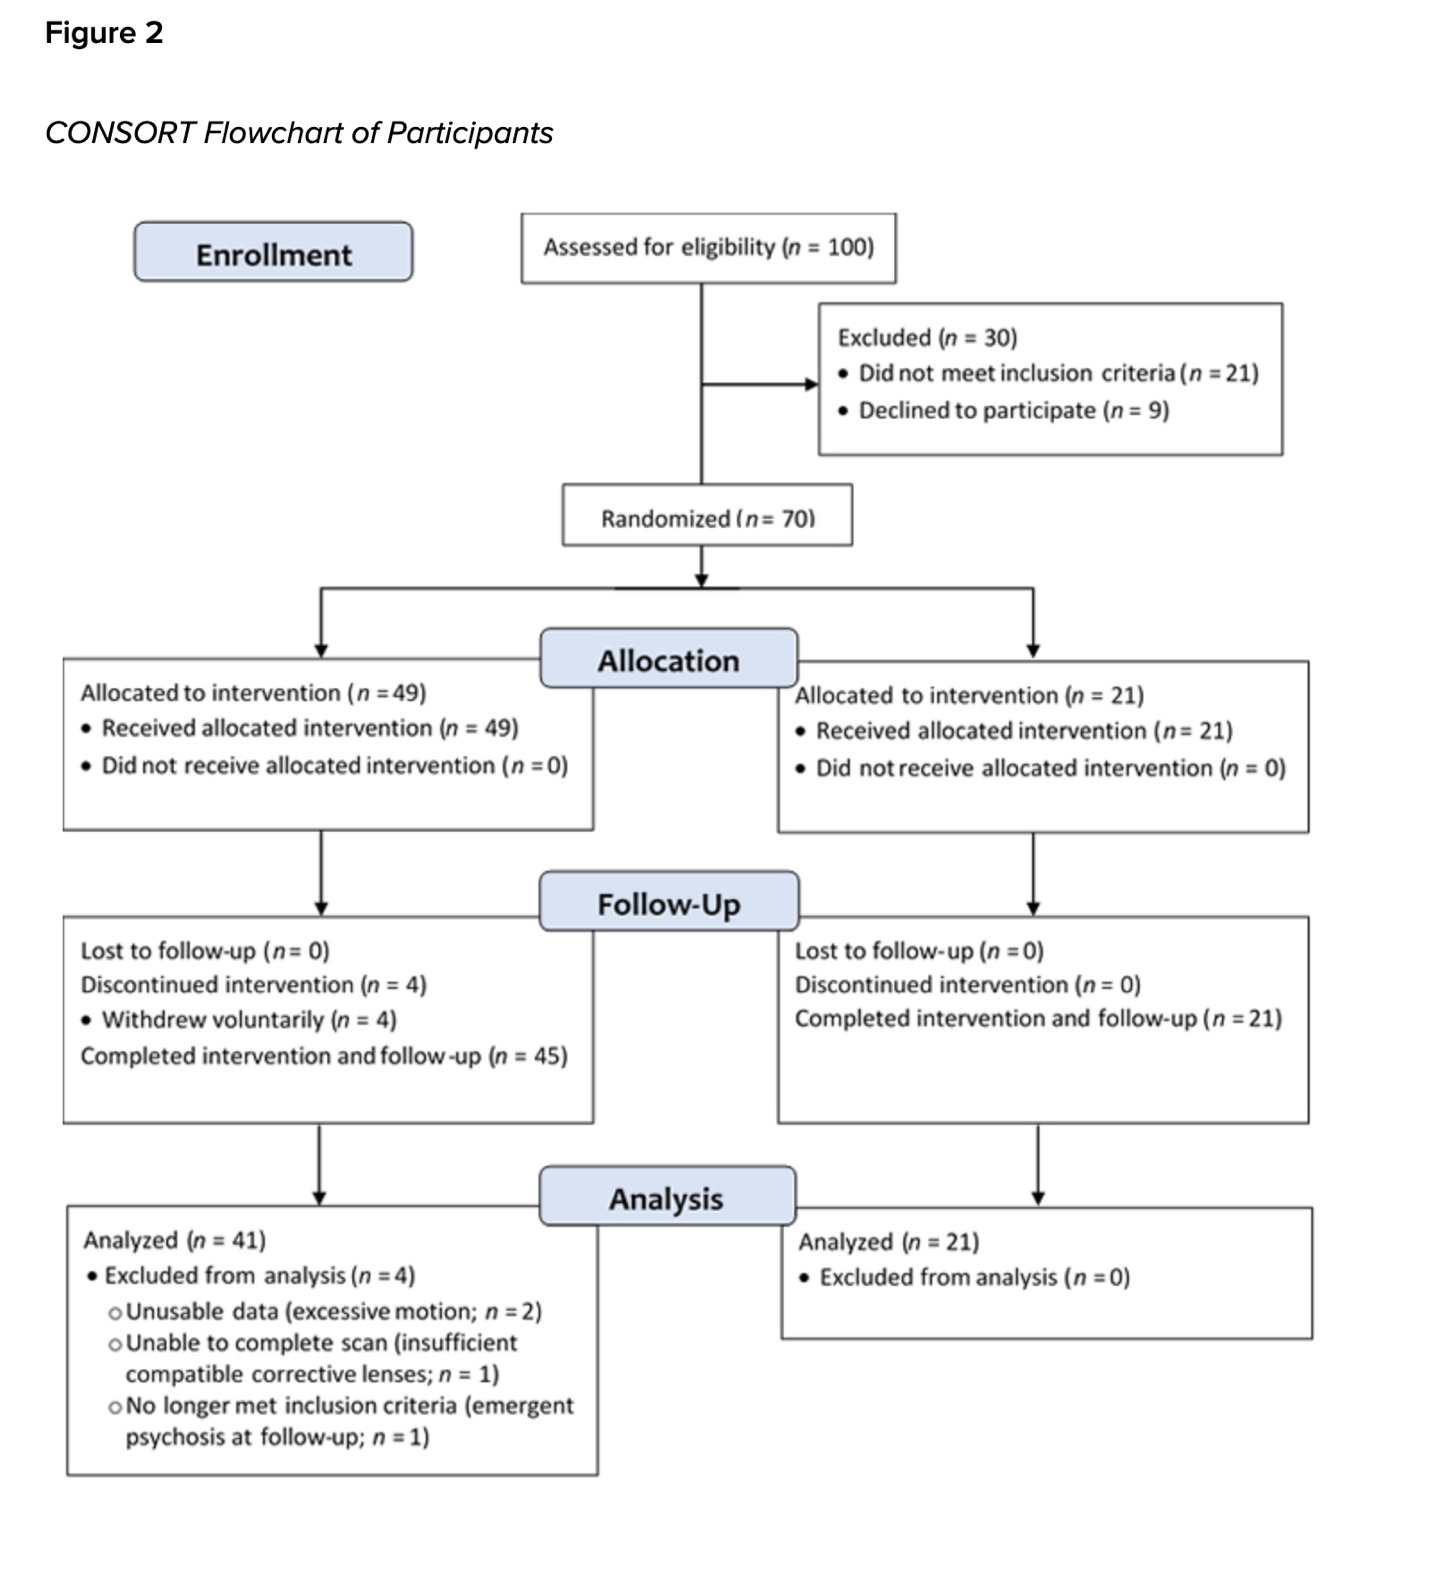 Figure 2
CONSORT Flowchart of Participants
Enrollment
Assessed for eligibility (n = 100)
Excluded (n = 30)
• Did not meet inclusion criteria (n = 21)
• Declined to participate (n = 9)
Randomized (n = 70)
Allocation
Allocated to intervention (n = 49)
• Received allocated intervention (n = 49)
• Did not receive allocated intervention (n = 0)
Allocated to intervention (n = 21)
• Received allocated intervention (n = 21)
• Did not receive allocated intervention (n = 0)
Follow-Up
Lost to follow-up (n = 0)
Discontinued intervention (n = 4)
• Withdrew voluntarily (n = 4)
Completed intervention and follow-up (n = 45)
Lost to follow-up (n = 0)
Discontinued intervention (n = 0)
Completed intervention and follow-up (n = 21)
Analysis
Analyzed (n = 41)
• Excluded from analysis (n = 4)
○ Unusable data (excessive motion; n = 2)
○ Unable to complete scan (insufficient
compatible corrective lenses; n = 1)
○ No longer met inclusion criteria (emergent
psychosis at follow-up; n = 1)
Analyzed (n = 21)
• Excluded from analysis (n = 0)